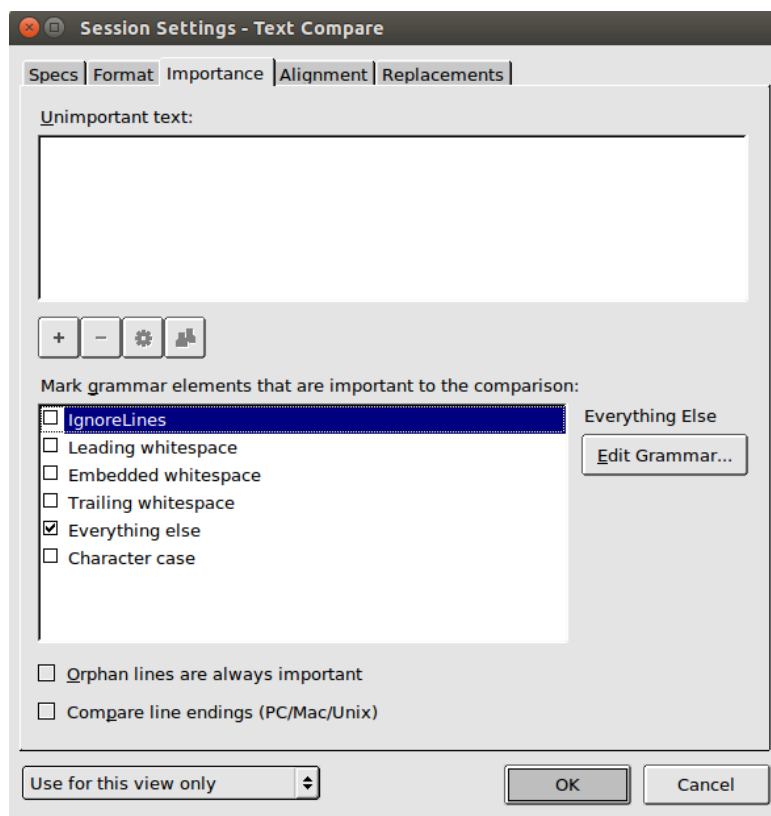 Session Settings - Text Compare
Specs Format Importance Alignment Replacements
Unimportant text:
+ -
Mark grammar elements that are important to the comparison:
IgnoreLines
Everything Else
Leading whitespace
Edit Grammar...
Embedded whitespace
Trailing whitespace
Everything else
Character case
Orphan lines are always important
Compare line endings (PC/Mac/Unix)
Use for this view only
OK
Cancel